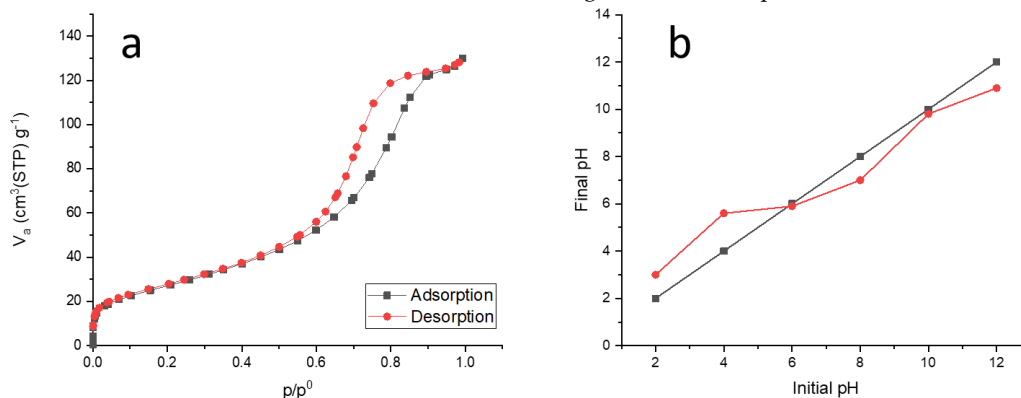 a
140
120
100
80
60
40
20
0
V_a (cm³(STP) g⁻¹
0.0 0.2 0.4 0.6 0.8 1.0
p/p⁰
Adsorption
Desorption
b
14
12
10
8
6
4
2
0
Final pH
2 4 6 8 10 12
Initial pH